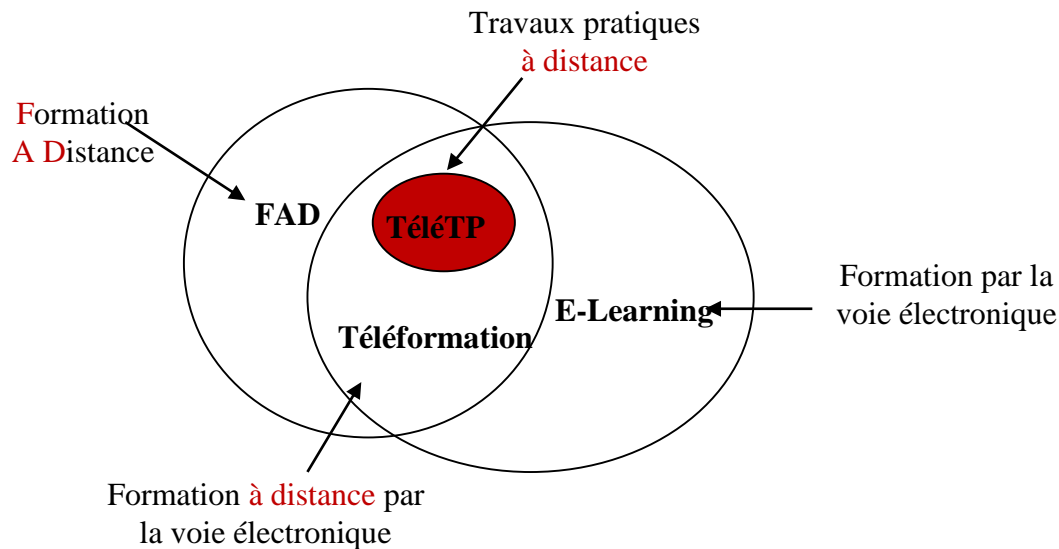 Travaux pratiques
à distance
Formation
A Distance
FAD
TéléTP
E-Learning
Formation par la
voie électronique
Téléformation
Formation à distance par
la voie électronique